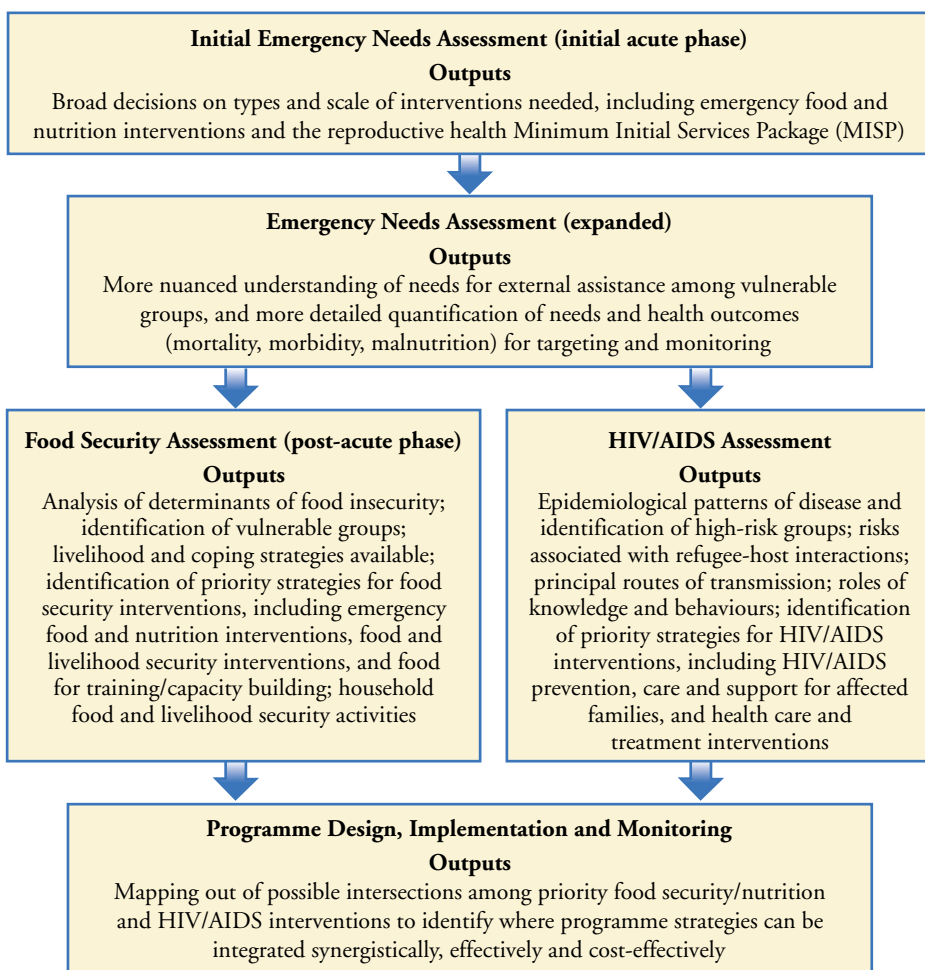 Initial Emergency Needs Assessment (initial acute phase)
Outputs
Broad decisions on types and scale of interventions needed, including emergency food and
nutrition interventions and the reproductive health Minimum Initial Services Package (MISP)
Emergency Needs Assessment (expanded)
Outputs
More nuanced understanding of needs for external assistance among vulnerable
groups, and more detailed quantification of needs and health outcomes
(mortality, morbidity, malnutrition) for targeting and monitoring
Food Security Assessment (post-acute phase)
Outputs
Analysis of determinants of food insecurity;
identification of vulnerable groups;
livelihood and coping strategies available;
identification of priority strategies for food
security interventions, including emergency
food and nutrition interventions, food and
livelihood security interventions, and food
for training/capacity building; household
food and livelihood security activities
HIV/AIDS Assessment
Outputs
Epidemiological patterns of disease and
identification of high-risk groups; risks
associated with refugee-host interactions;
principal routes of transmission; roles of
knowledge and behaviours; identification
of priority strategies for HIV/AIDS
interventions, including HIV/AIDS
prevention, care and support for affected
families, and health care and
treatment interventions
Programme Design, Implementation and Monitoring
Outputs
Mapping out of possible intersections among priority food security/nutrition
and HIV/AIDS interventions to identify where programme strategies can be
integrated synergistically, effectively and cost-effectively